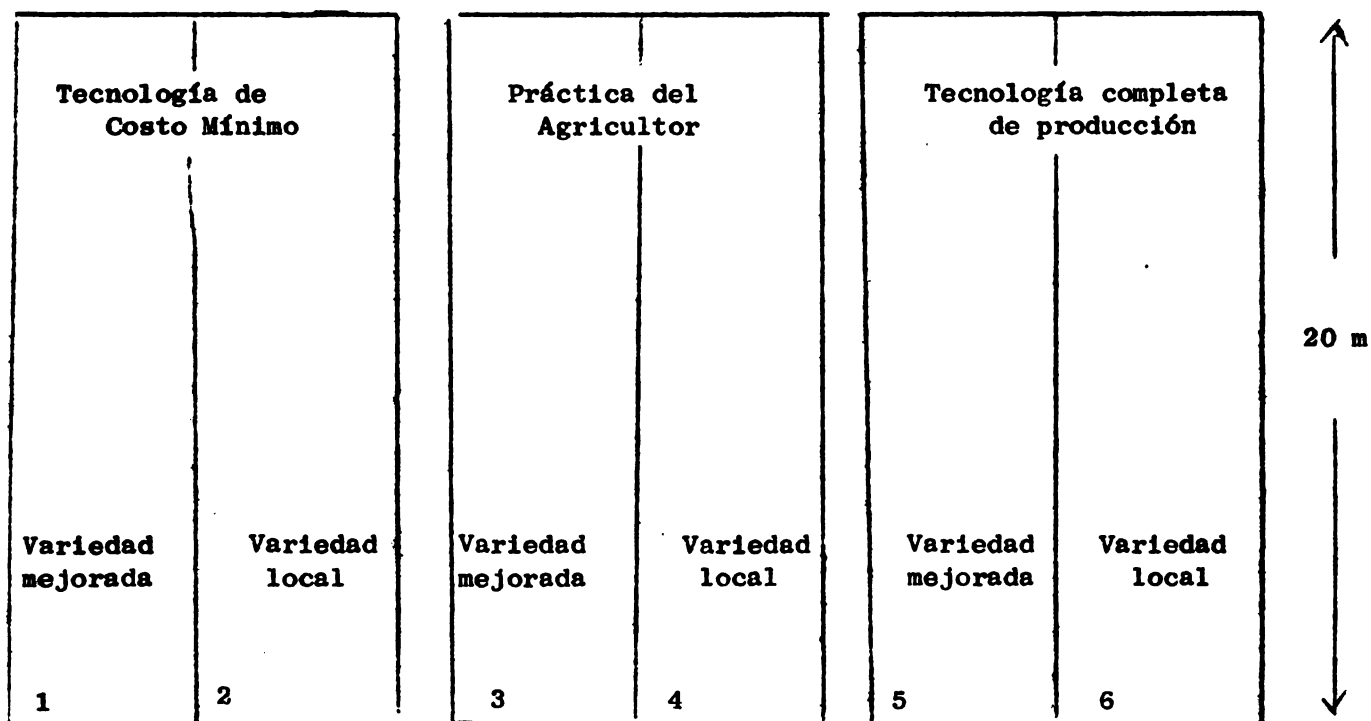 Tecnología de
Costo Mínimo
Práctica del
Agricultor
Tecnología completa
de producción
20 m
Variedad
mejorada
Variedad
local
Variedad
mejorada
Variedad
local
Variedad
mejorada
Variedad
local
1
2
3
4
5
6